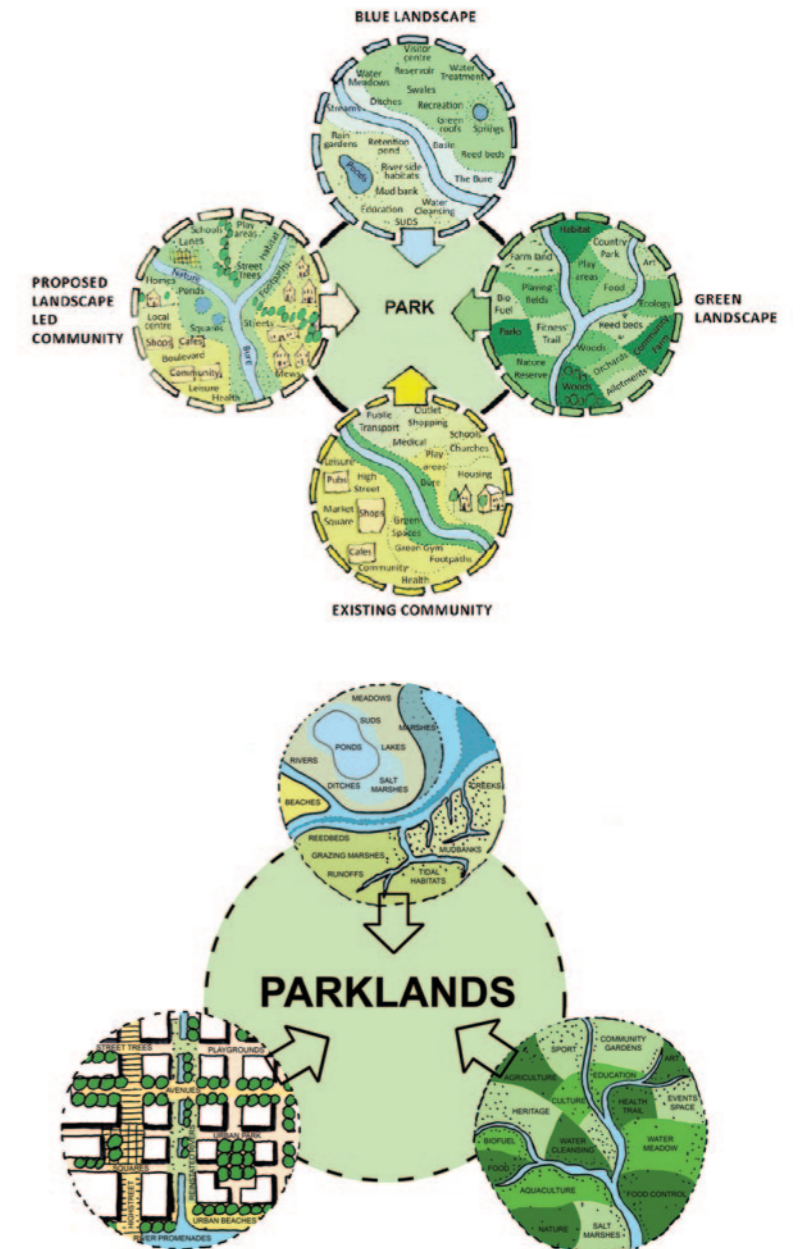 BLUE LANDSCAPE
Visitor
centre
Water
Meadows
Reservoir
Water
Treatment
Swales
Streams
Ditches
Recreation
Green
roofs
Springs
Rain
gardens
Retention
pond
Basin
Reed beds
Ponds
River side
habitats
The Bure
Mud bank
Education
Water
Cleansing
SUDS
PROPOSED
LANDSCAPE
LED
COMMUNITY
Schools
Play
areas
Lanes
Habitat
Nature
Street
Trees
Footpaths
Homes
Ponds
Local
centre
Squares
Streets
Shops
Cafes
Boulevard
Bure
Community
Mews
Leisure
Health
PARK
GREEN
LANDSCAPE
Habitat
Country
Park
Farm land
Art
Play
areas
Playing
fields
Food
Bio
Fuel
Ecology
Parks
Fitness
Trail
Reed beds
Community
Farm
Woods
Nature
Reserve
Orchards
Woods
Allotments
Public
Transport
Outlet
Shopping
Medical
Schools
Churches
Play
areas
Leisure
Housing
Pubs
High
Street
Bure
Market
Square
Shops
Green
Spaces
Cafes
Green Gym
Footpaths
Community
Health
EXISTING COMMUNITY
MEADOWS
SUDS
MARSHES
PONDS
LAKES
RIVERS
DITCHES
SALT
MARSHES
CREEKS
BEACHES
REEDBEDS
MUDBANKS
GRAZING MARSHES
RUNOFFS
TIDAL
HABITATS
PARKLANDS
STREET TREES
PLAYGROUNDS
AVENUES
URBAN PARK
SQUARES
REINSTATED RIVERS
HIGHSTREET
URBAN BEACHES
RIVER PROMENADES
SPORT
COMMUNITY
GARDENS
ART
AGRICULTURE
EDUCATION
CULTURE
HEALTH
TRAIL
EVENTS
SPACE
HERITAGE
BIOFUEL
WATER
CLEANSING
WATER
MEADOW
FOOD
AQUACULTURE
FOOD CONTROL
NATURE
SALT
MARSHES